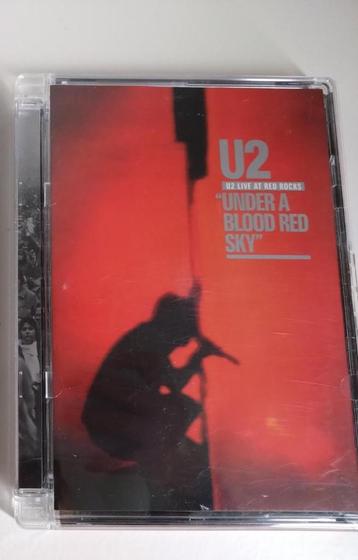 U2
U2 LIVE AT RED ROCKS
"UNDER A
BLOOD RED
SKY"